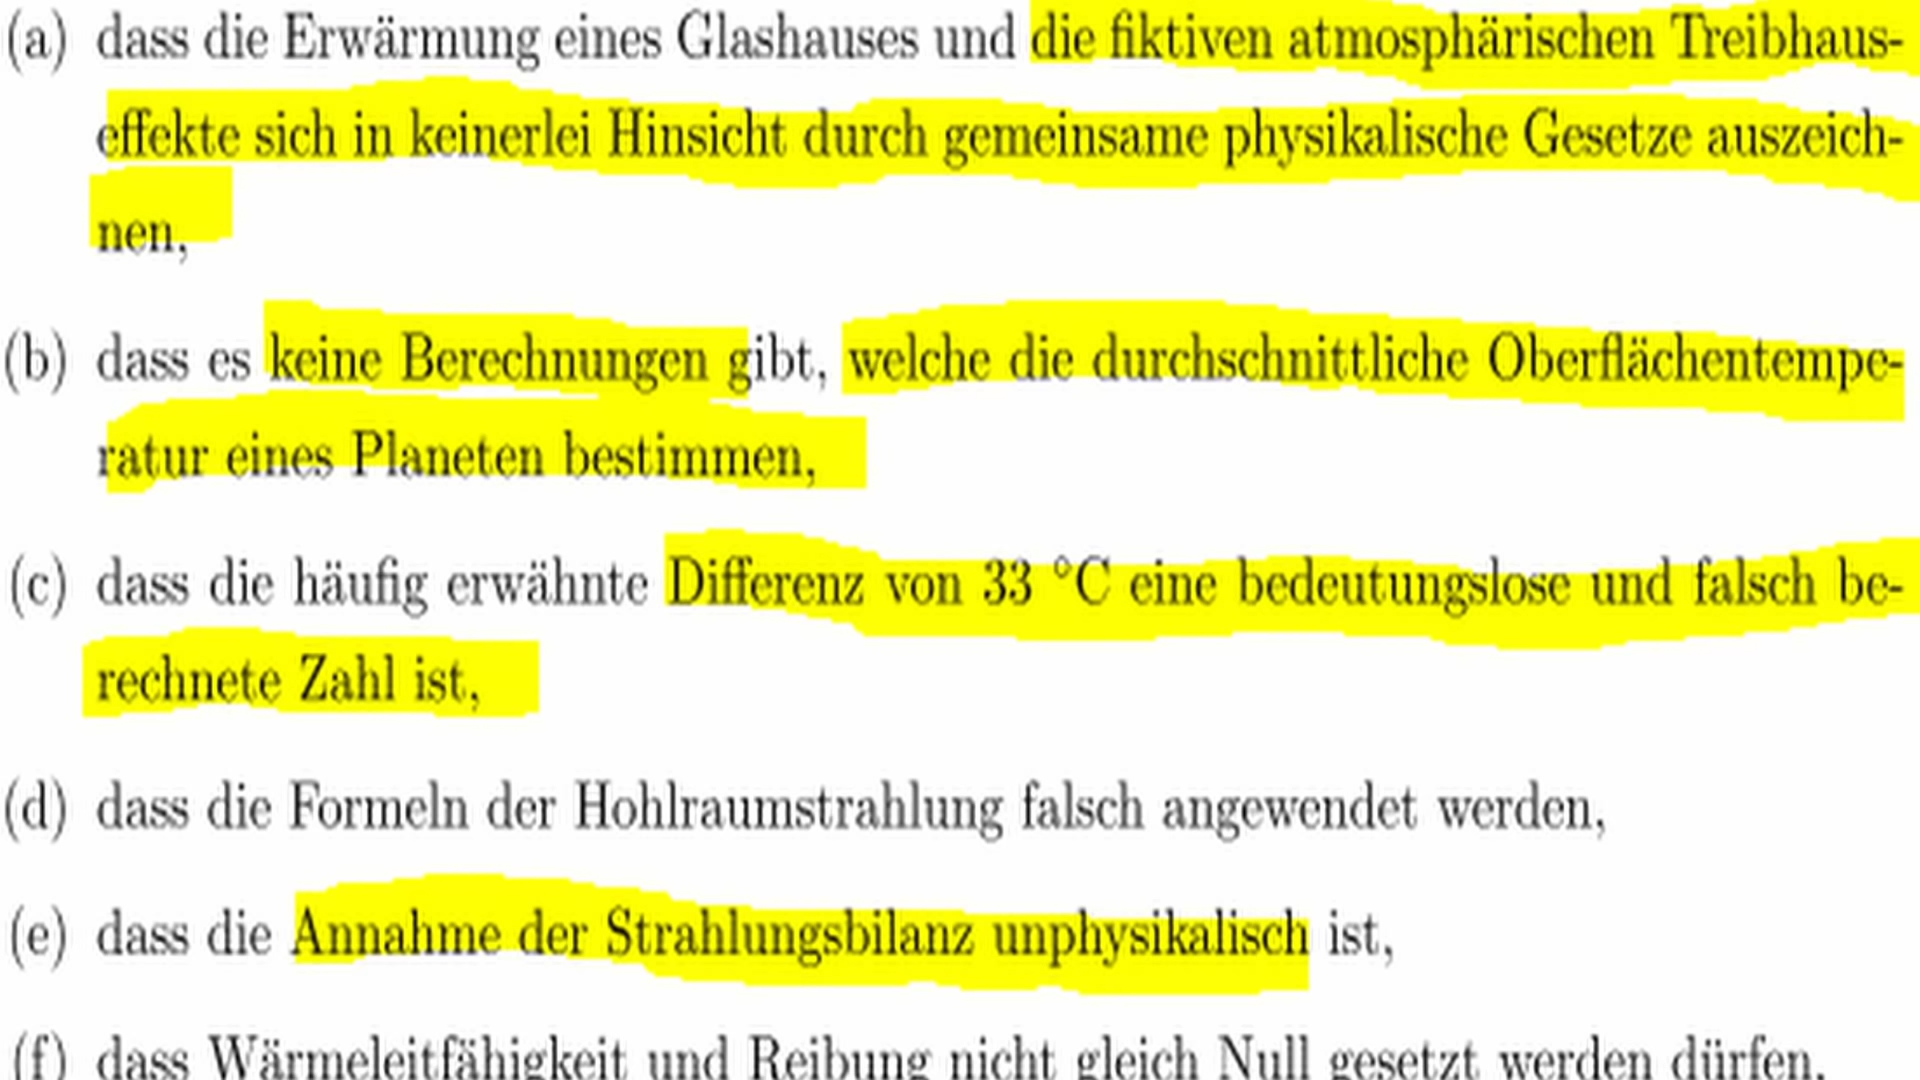 (a) dass die Erwärmung eines Glashauses und die fiktiven atmosphärischen Treibhaus-
effekte sich in keinerlei Hinsicht durch gemeinsame physikalische Gesetze auszeich-
nen,
(b) dass es keine Berechnungen gibt, welche die durchschnittliche Oberflächentempe-
ratur eines Planeten bestimmen,
(c) dass die häufig erwähnte Differenz von 33 °C eine bedeutungslose und falsch be-
rechnete Zahl ist,
(d) dass die Formeln der Hohlraumstrahlung falsch angewendet werden,
(e) dass die Annahme der Strahlungsbilanz unphysikalisch ist,
(f) dass Wärmeleitfähigkeit und Reibung nicht gleich Null gesetzt werden dürfen.